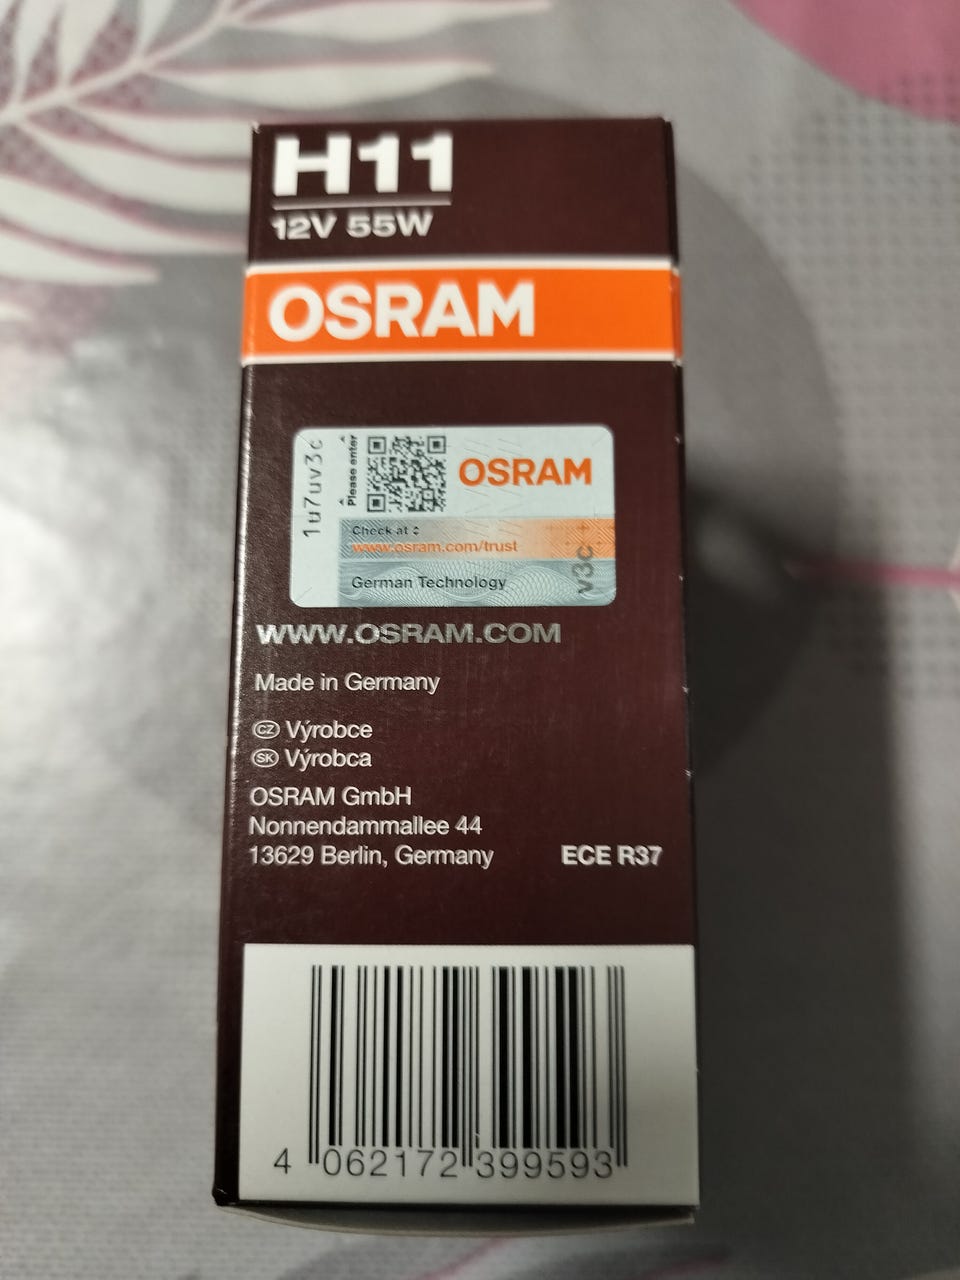 H11
12V 55W
OSRAM
1u7uv3c
Please enter
OSRAM
Check at
www.osram.com/trust
v3c
German Technology
WWW.OSRAM.COM
Made in Germany
CZ Výrobce
SK Výrobca
OSRAM GmbH
Nonnendammallee 44
13629 Berlin, Germany
ECE R37
4 062172 399593